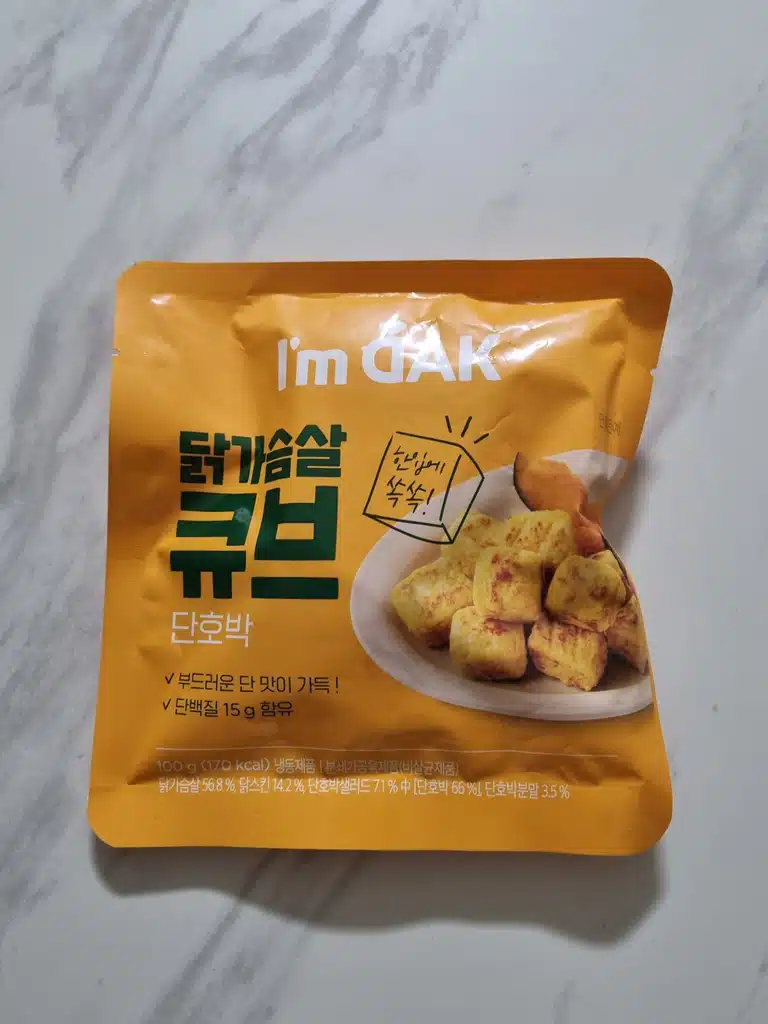 I'm DAK
닭가슴살
큐브
한입에
쏙쏙!
단호박
✓ 부드러운 단 맛이 가득!
✓ 단백질 15 g 함유
100 g (170 kcal) 냉동제품 | 분쇄가공육제품(비살균제품)
닭가슴살 56.8 %, 닭스킨 14.2 %, 단호박샐러드 7.1 % 中 [단호박 66 %], 단호박분말 3.5 %